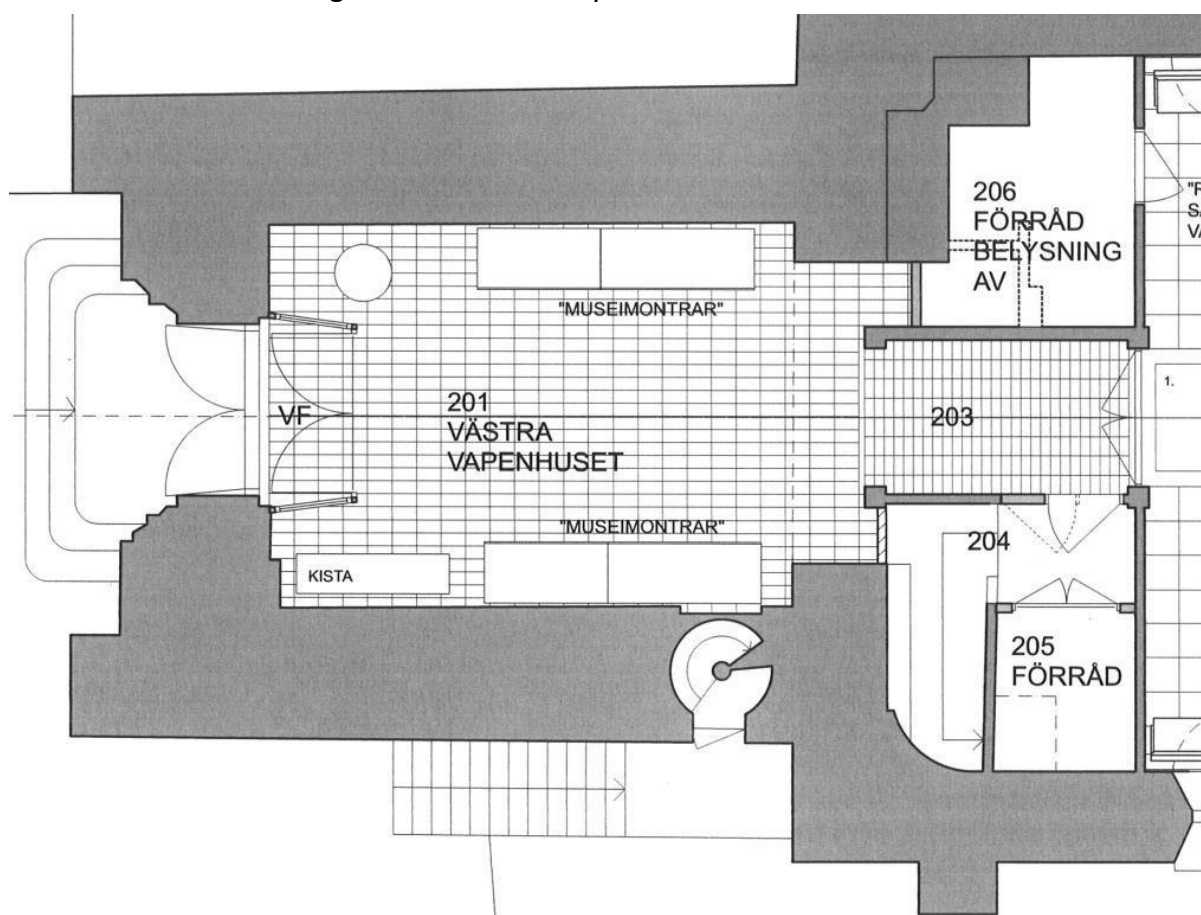 206
FÖRRÅD
BELYSNING
AV
"MUSEIMONTRAR"
201
VÄSTRA
VAPENHUSET
VF
203
1.
"MUSEIMONTRAR"
KISTA
204
205
FÖRRÅD